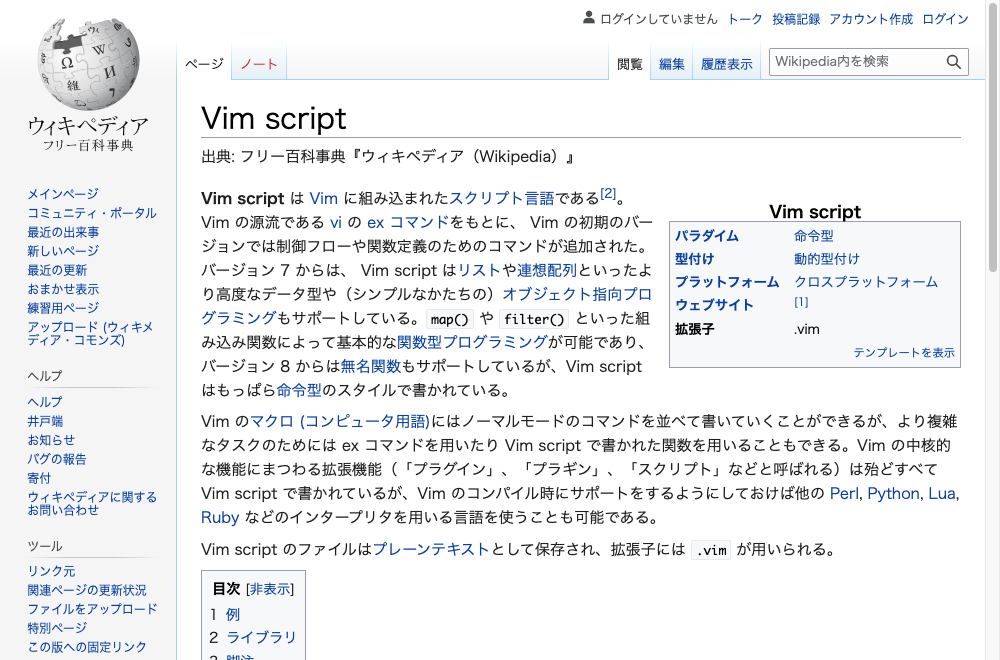 ログインしていません トーク 投稿記録 アカウント作成 ログイン
ページ ノート 閲覧 編集 履歴表示 Wikipedia内を検索
ウィキペディア
フリー百科事典
メインページ
コミュニティ・ポータル
最近の出来事
新しいページ
最近の更新
おまかせ表示
練習用ページ
アップロード (ウィキメ
ディア・コモンズ)
ヘルプ
ヘルプ
井戸端
お知らせ
バグの報告
寄付
ウィキペディアに関する
お問い合わせ
ツール
リンク元
関連ページの更新状況
ファイルをアップロード
特別ページ
この版への固定リンク
Vim script
出典: フリー百科事典『ウィキペディア（Wikipedia）』
Vim script は Vim に組み込まれたスクリプト言語である[2]。
Vim の源流である vi の ex コマンドをもとに、 Vim の初期のバー
ジョンでは制御フローや関数定義のためのコマンドが追加された。
バージョン 7 からは、 Vim script はリストや連想配列といったよ
り高度なデータ型や（シンプルなかたちの）オブジェクト指向プロ
グラミングもサポートしている。 map() や filter() といった組
み込み関数によって基本的な関数型プログラミングが可能であり、
バージョン 8 からは無名関数もサポートしているが、Vim script
はもっぱら命令型のスタイルで書かれている。
Vim script
パラダイム 命令型
型付け 動的型付け
プラットフォーム クロスプラットフォーム
ウェブサイト [1]
拡張子 .vim
テンプレートを表示
Vim のマクロ (コンピュータ用語)にはノーマルモードのコマンドを並べて書いていくことができるが、より複雑
なタスクのためには ex コマンドを用いたり Vim script で書かれた関数を用いることもできる。Vim の中核的
な機能にまつわる拡張機能（「プラグイン」、「プラギン」、「スクリプト」などと呼ばれる）は殆どすべて
Vim script で書かれているが、Vim のコンパイル時にサポートをするようにしておけば他の Perl, Python, Lua,
Ruby などのインタープリタを用いる言語を使うことも可能である。
Vim script のファイルはプレーンテキストとして保存され、拡張子には .vim が用いられる。
目次 [非表示]
1 例
2 ライブラリ
3 脚注